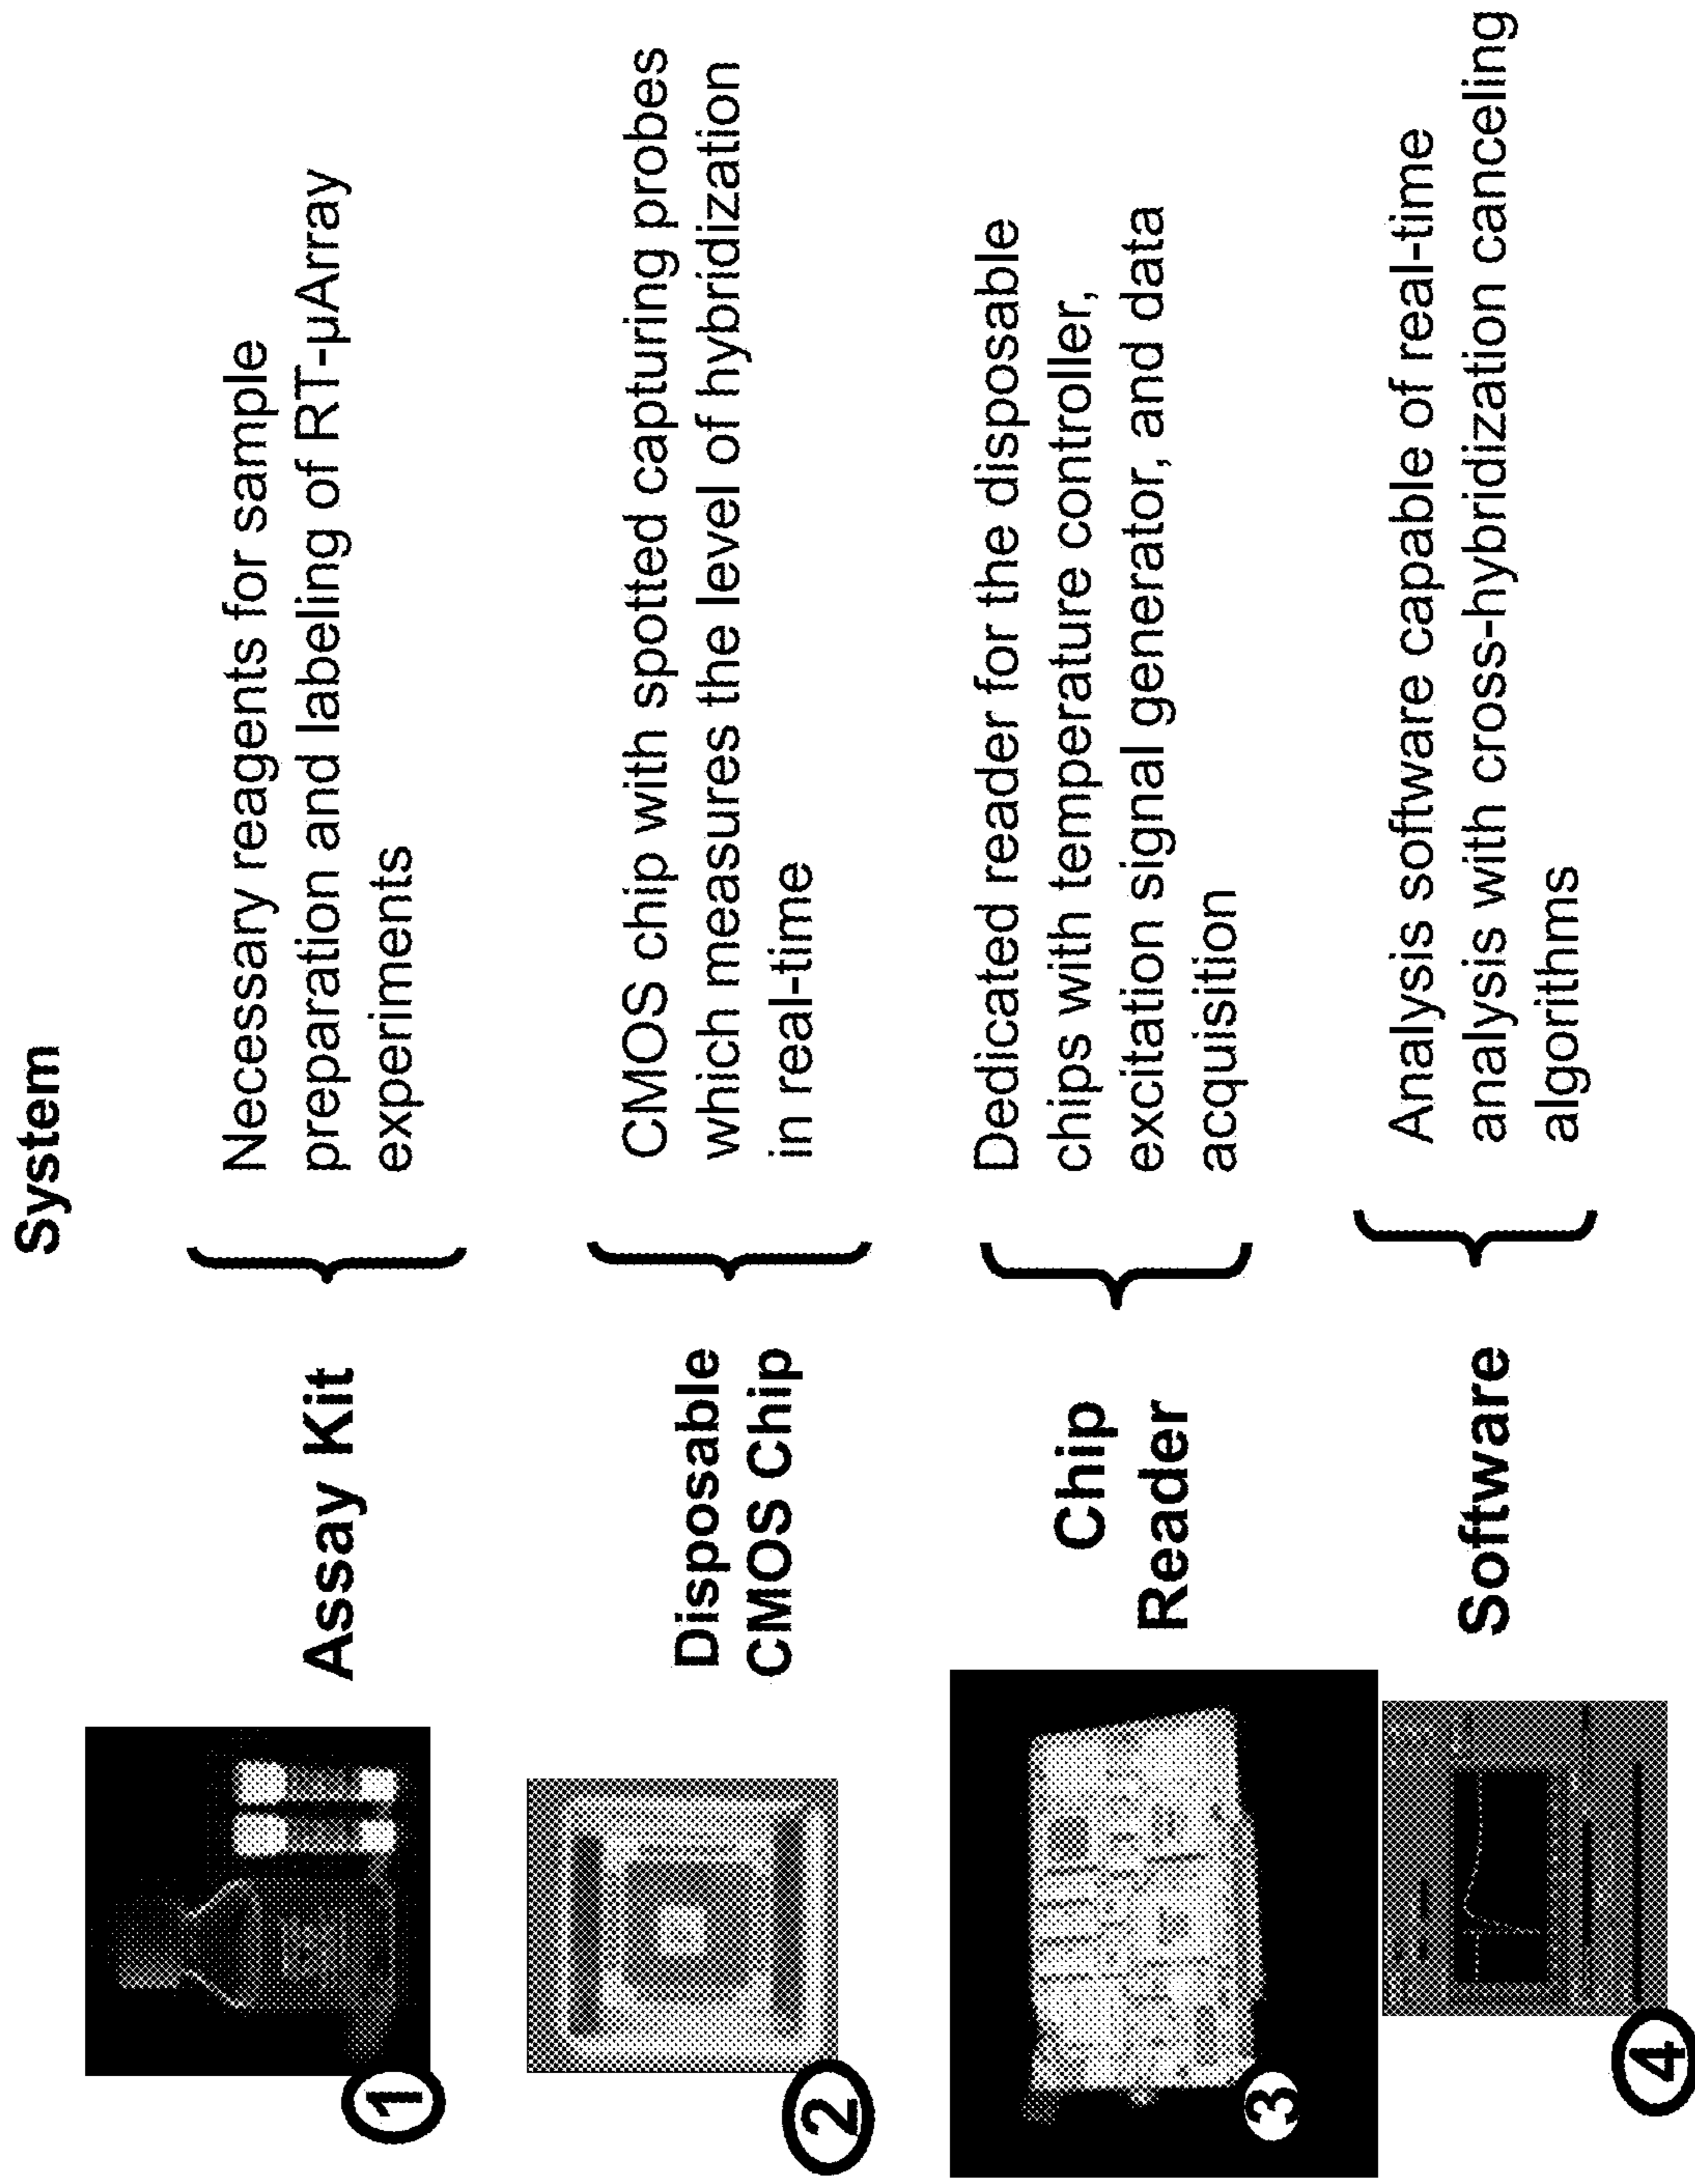 System
1
Assay Kit
Necessary reagents for sample
preparation and labeling of RT-µArray
experiments
2
Disposable
CMOS Chip
CMOS chip with spotted capturing probes
which measures the level of hybridization
in real-time
3
Chip
Reader
Dedicated reader for the disposable
chips with temperature controller,
excitation signal generator, and data
acquisition
4
Software
Analysis software capable of real-time
analysis with cross-hybridization canceling
algorithms